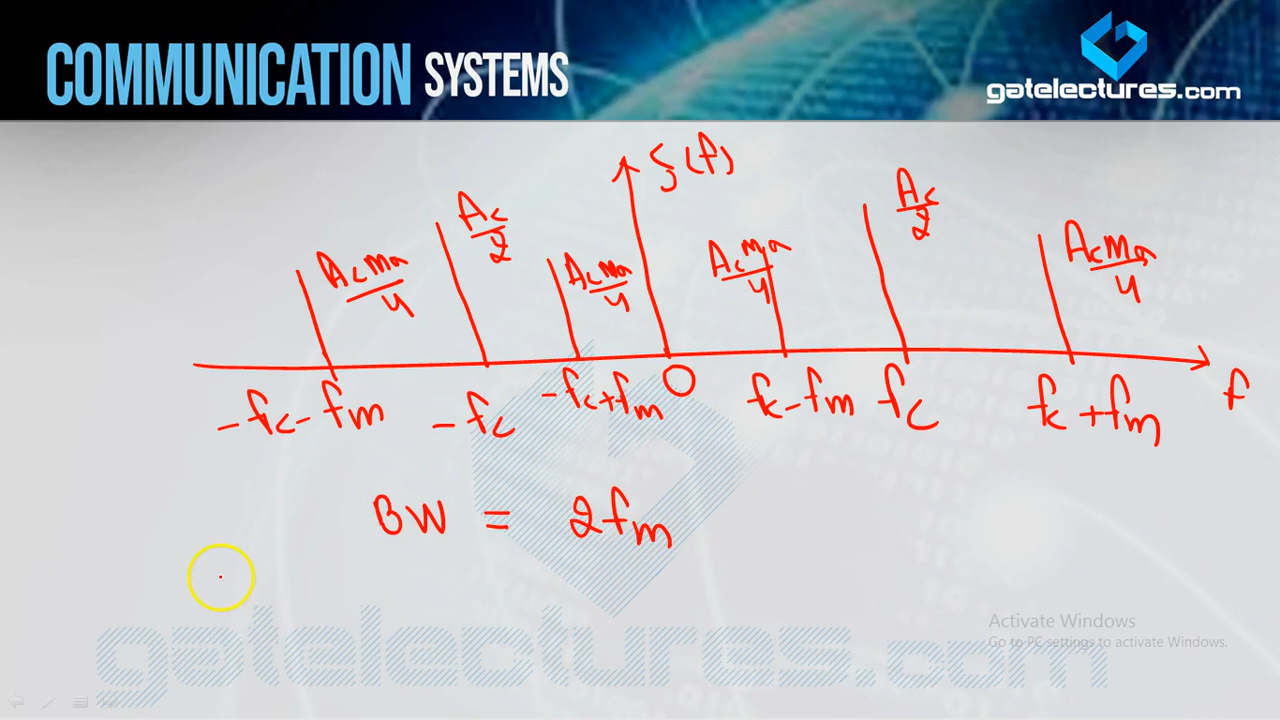 COMMUNICATION SYSTEMS
gatelectures.com
S(f)
Acma/4 Ac/2 Acma/4 Acma/4 Ac/2 Acma/4
-fc-fm -fc -fc+fm 0 fc-fm fc fc+fm f
BW = 2fm
Activate Windows
Go to PC settings to activate Windows.
gatelectures.com